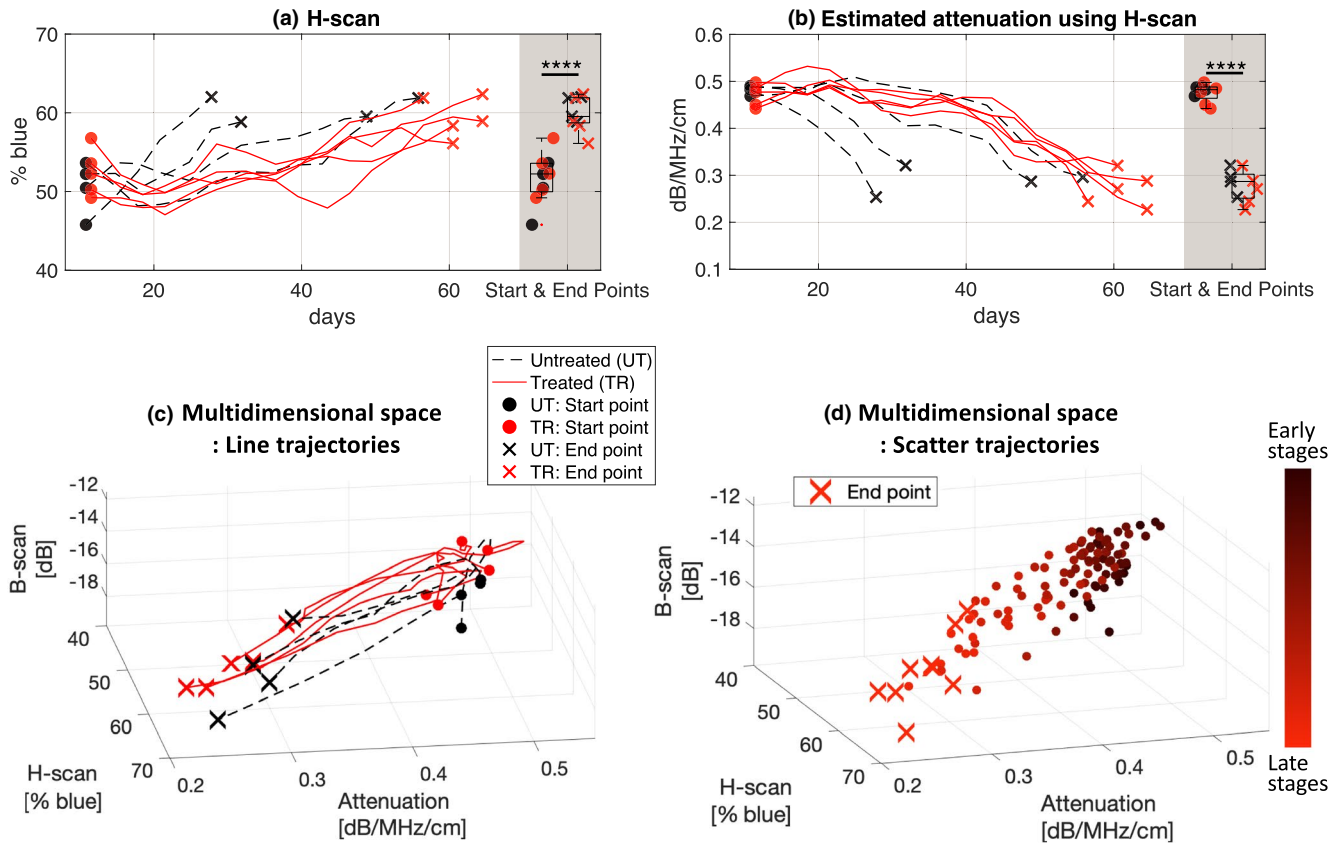 (a) H-scan
70
60
50
40
% blue
****
20
40
60
Start & End Points
days
(b) Estimated attenuation using H-scan
0.6
0.5
0.4
0.3
0.2
0.1
dB/MHz/cm
****
20
40
60
Start & End Points
days
Untreated (UT)
Treated (TR)
UT: Start point
TR: Start point
UT: End point
TR: End point
(c) Multidimensional space
: Line trajectories
-12
-14
-16
-18
B-scan
[dB]
40
50
60
70
H-scan
[% blue]
0.2
0.3
0.4
0.5
Attenuation
[dB/MHz/cm]
(d) Multidimensional space
: Scatter trajectories
End point
-12
-14
-16
-18
B-scan
[dB]
40
50
60
70
H-scan
[% blue]
0.2
0.3
0.4
0.5
Attenuation
[dB/MHz/cm]
Early
stages
Late
stages